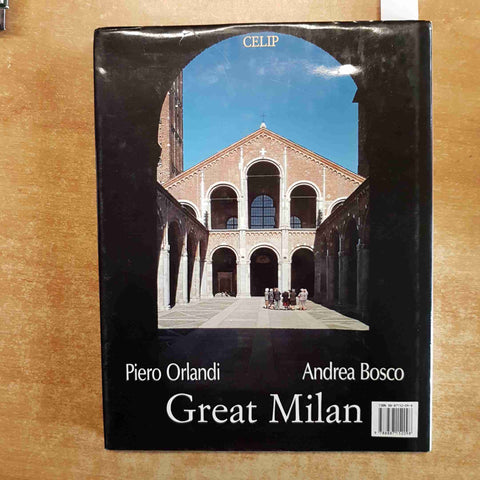 CELIP
Piero Orlandi
Andrea Bosco
Great Milan